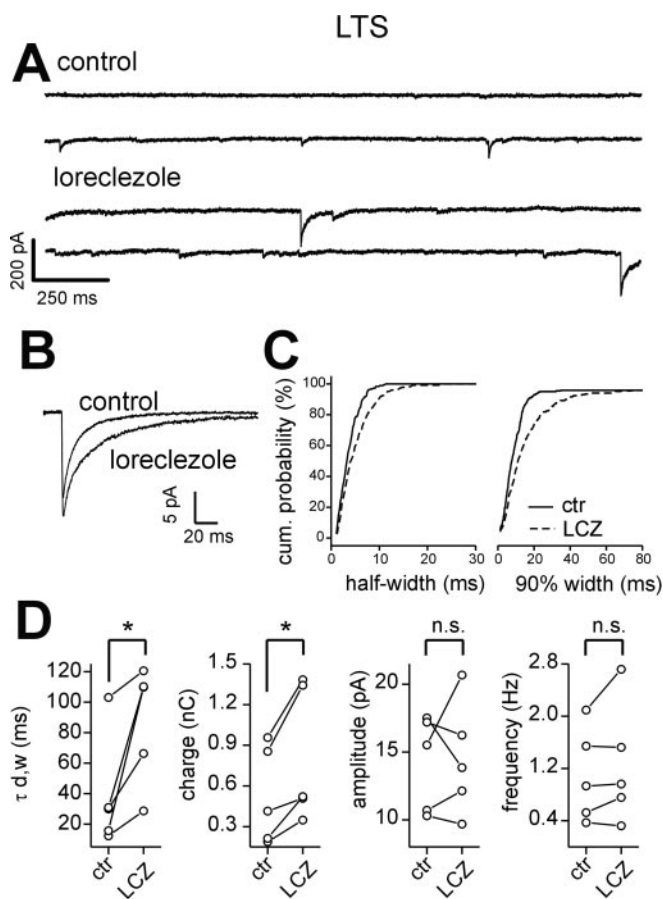 LTS
A
control
loreclezole
200 pA
250 ms
B
control
loreclezole
5 pA
20 ms
C
cum. probability (%)
100
80
60
40
20
0
0
10
20
30
half-width (ms)
ctr
LCZ
0
20
40
60
80
90% width (ms)
D
*
τ d,w (ms)
120
100
80
60
40
20
ctr
LCZ
*
charge (nC)
1.5
1.2
0.9
0.6
0.3
ctr
LCZ
n.s.
amplitude (pA)
20
15
10
ctr
LCZ
n.s.
frequency (Hz)
2.8
2.0
1.2
0.4
ctr
LCZ